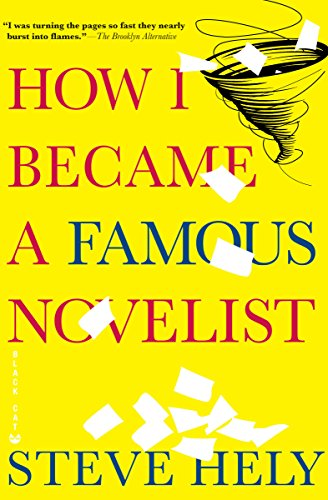 “I was turning the pages so fast they nearly
burst into flames.”—The Brooklyn Alternative
HOW I
BECAME
A FAMOUS
NOVELIST
BLACK CAT
STEVE HELY